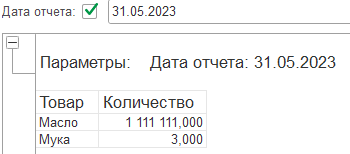 Дата отчета: 31.05.2023
Параметры: Дата отчета: 31.05.2023
Товар Количество
Масло 1 111 111,000
Мука 3,000